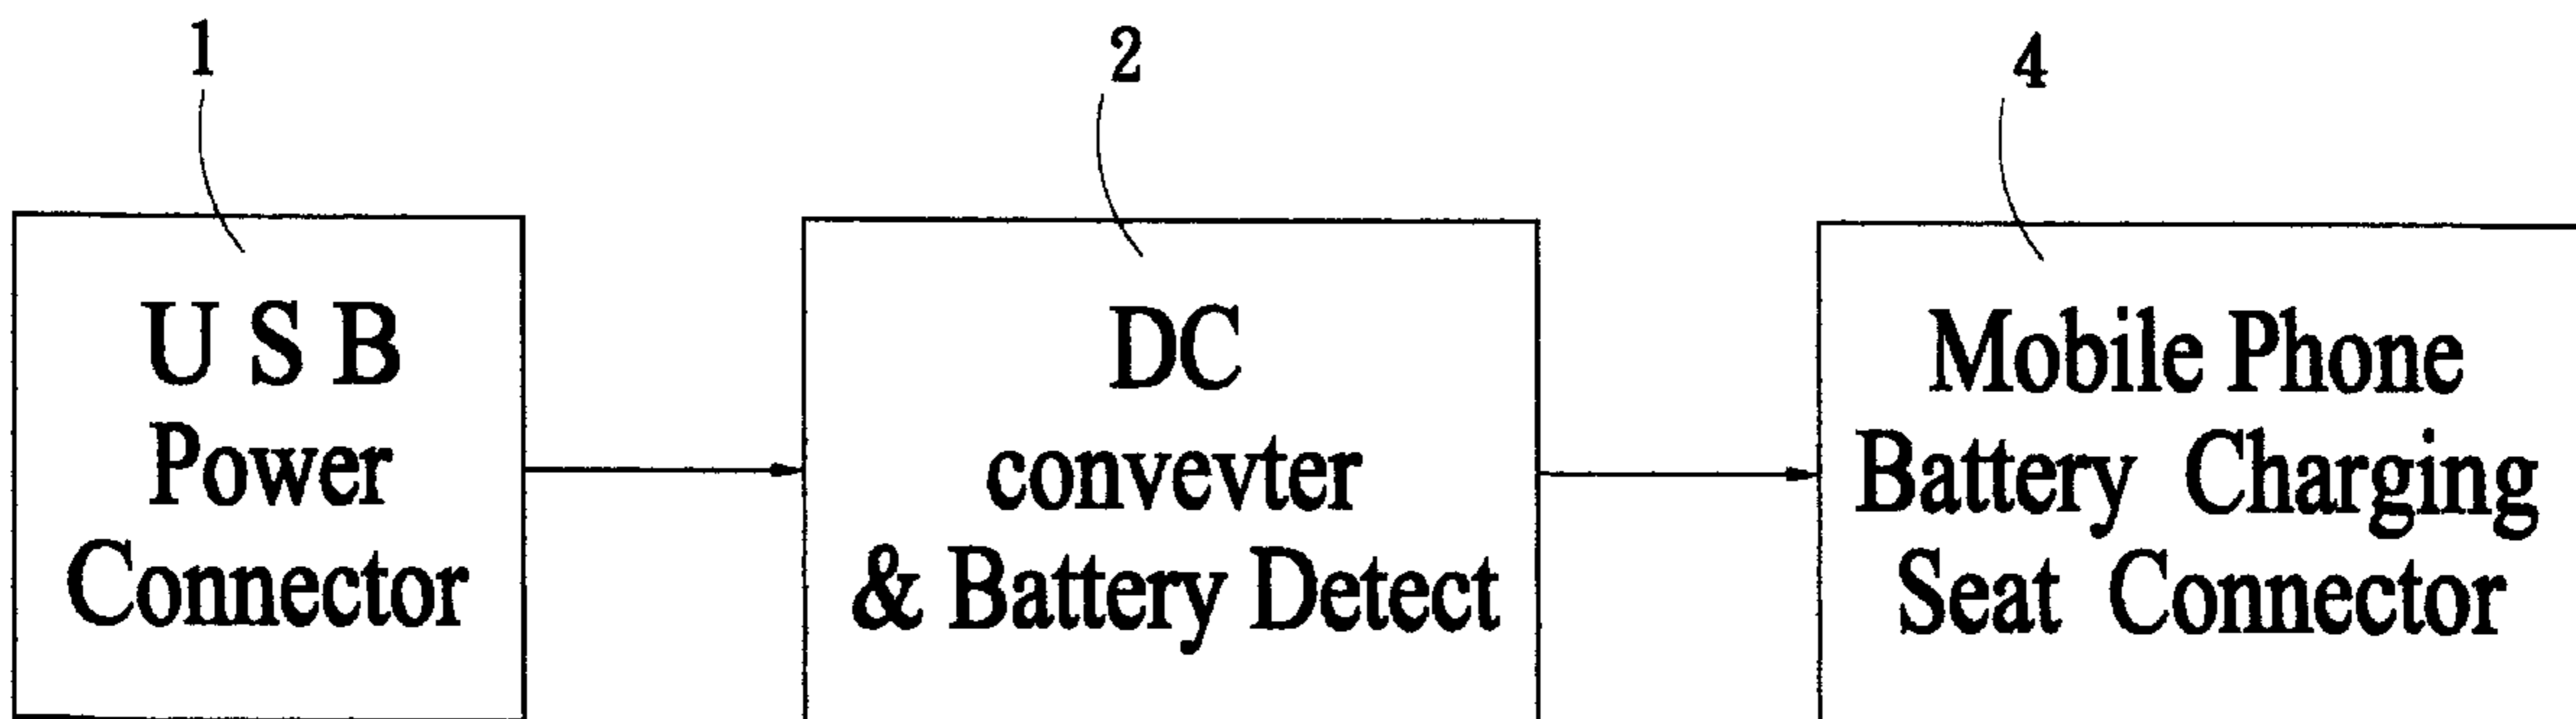 1
2
4
U S B
Power
Connector
DC
convevter
& Battery Detect
Mobile Phone
Battery Charging
Seat Connector